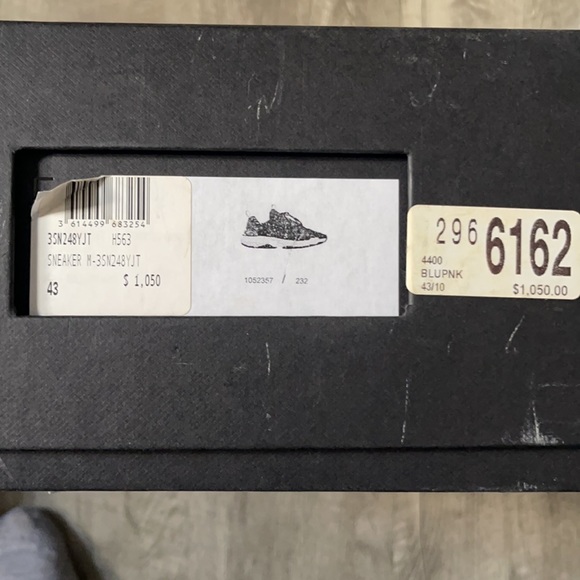 3 614499 683254
3SN248YJT H563
SNEAKER M-3SN248YJT
$ 1,050
43
1052357 / 232
296 6162
4400
BLUPNK
43/10 $1,050.00